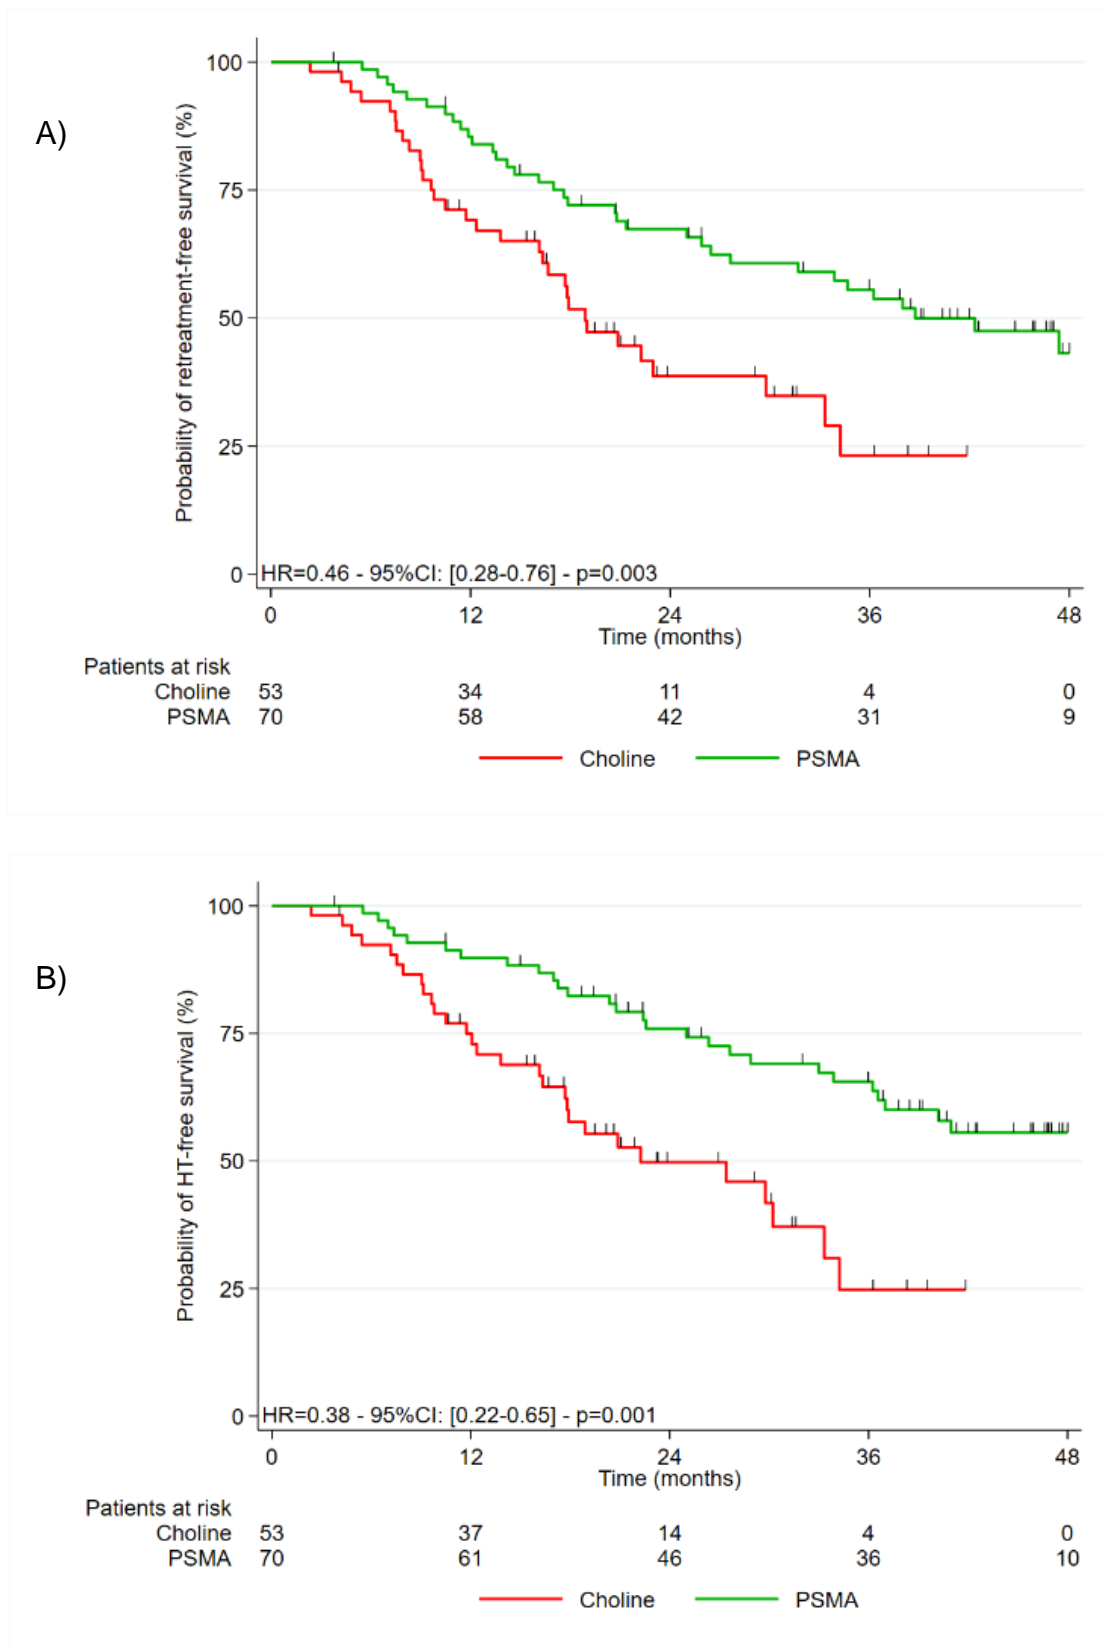 A)
Probability of retreatment-free survival (%)
100
75
50
25
0
HR=0.46 - 95%CI: [0.28-0.76] - p=0.003
0 12 24 36 48
Time (months)
Patients at risk
Choline 53 34 11 4 0
PSMA 70 58 42 31 9
Choline PSMA
B)
Probability of HT-free survival (%)
100
75
50
25
0
HR=0.38 - 95%CI: [0.22-0.65] - p=0.001
0 12 24 36 48
Time (months)
Patients at risk
Choline 53 37 14 4 0
PSMA 70 61 46 36 10
Choline PSMA